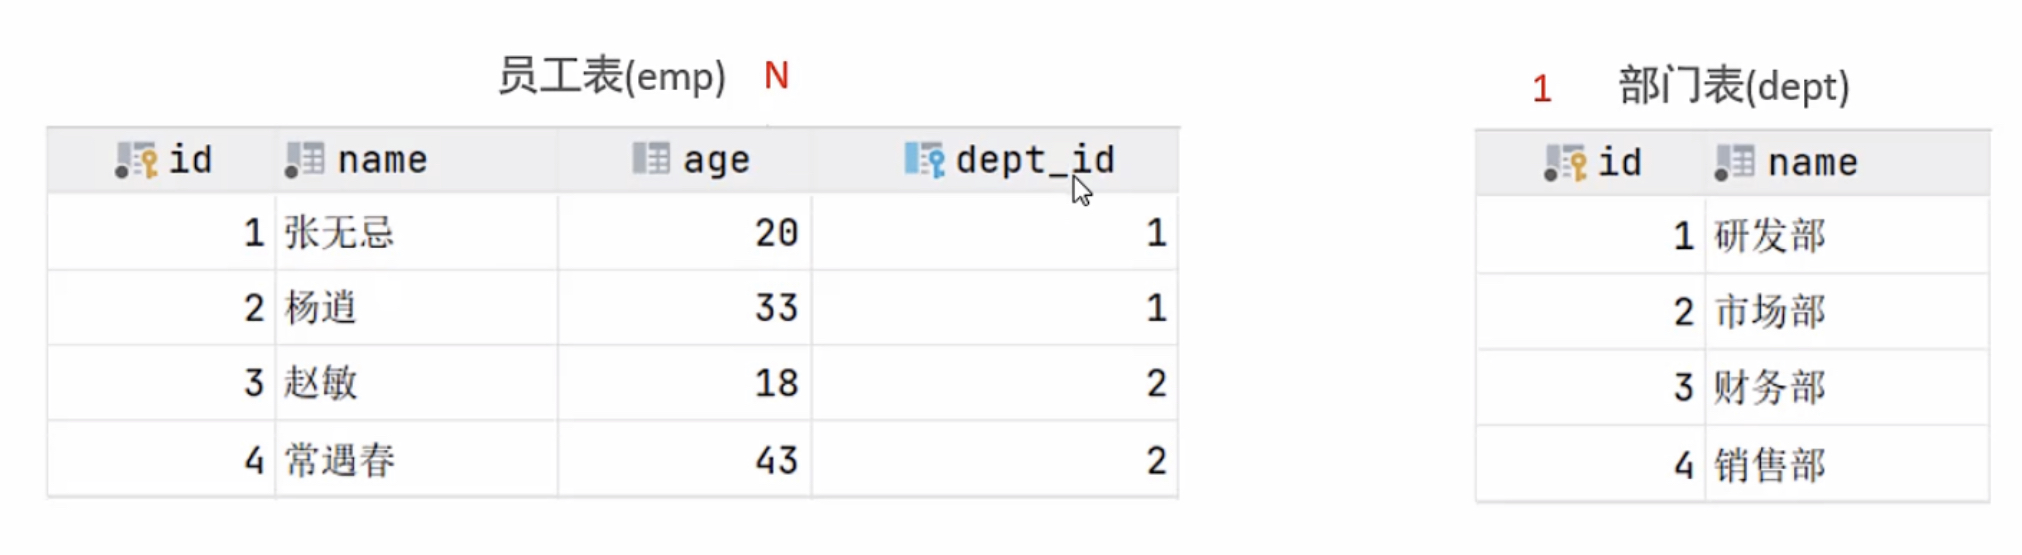 员工表(emp) N
id name age dept_id
1 张无忌 20 1
2 杨逍 33 1
3 赵敏 18 2
4 常遇春 43 2
1 部门表(dept)
id name
1 研发部
2 市场部
3 财务部
4 销售部